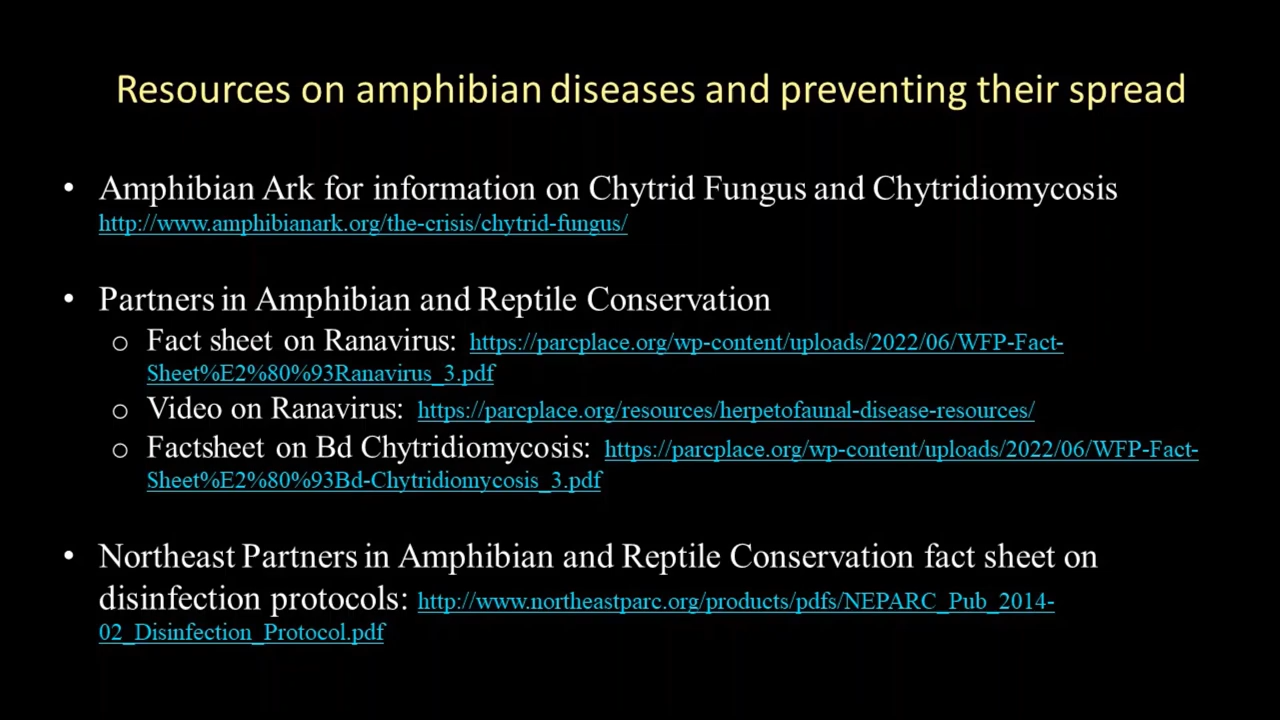 Resources on amphibian diseases and preventing their spread
• Amphibian Ark for information on Chytrid Fungus and Chytridiomycosis
http://www.amphibianark.org/the-crisis/chytrid-fungus/
• Partners in Amphibian and Reptile Conservation
o Fact sheet on Ranavirus: https://parcplace.org/wp-content/uploads/2022/06/WFP-Fact-
Sheet%E2%80%93Ranavirus_3.pdf
o Video on Ranavirus: https://parcplace.org/resources/herpetofaunal-disease-resources/
o Factsheet on Bd Chytridiomycosis: https://parcplace.org/wp-content/uploads/2022/06/WFP-Fact-
Sheet%E2%80%93Bd-Chytridiomycosis_3.pdf
• Northeast Partners in Amphibian and Reptile Conservation fact sheet on
disinfection protocols: http://www.northeastparc.org/products/pdfs/NEPARC_Pub_2014-
02_Disinfection_Protocol.pdf